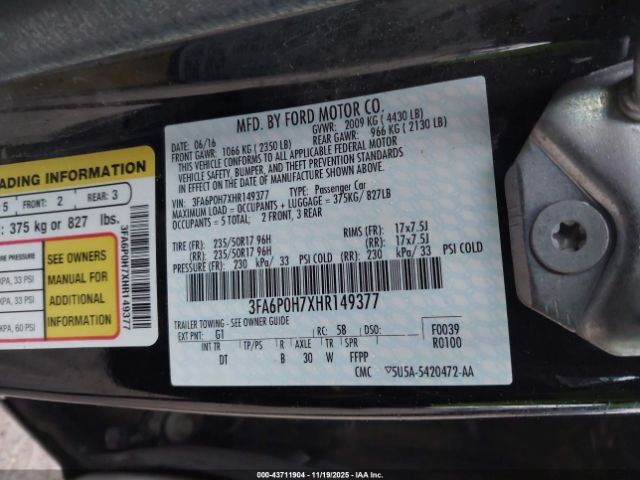 MFD. BY FORD MOTOR CO.
DATE: 06/16 GVWR: 2009 KG ( 4430 LB)
FRONT GAWR: 1066 KG ( 2350 LB) REAR GAWR: 966 KG ( 2130 LB)
THIS VEHICLE CONFORMS TO ALL APPLICABLE FEDERAL MOTOR
VEHICLE SAFETY, BUMPER, AND THEFT PREVENTION STANDARDS
IN EFFECT ON THE DATE OF MANUFACTURE SHOWN ABOVE.
VIN: 3FA6P0H7XHR149377 TYPE: Passenger Car
MAXIMUM LOAD = OCCUPANTS + LUGGAGE = 375KG/ 827LB
OCCUPANTS = 5 TOTAL; 2 FRONT, 3 REAR
TIRE (FR): 235/50R17 96H RIMS (FR): 17x7.5J
(RR): 235/50R17 96H (RR): 17x7.5J
PRESSURE (FR): 230 kPa/ 33 PSI COLD (RR): 230 kPa/ 33 PSI COLD
3FA6P0H7XHR149377
TRAILER TOWING - SEE OWNER GUIDE
EXT PNT: G1 RC: 58 DSO: F0039
R0100
INT TR TP/PS R AXLE TR SPR
DT B 30 W FFPP
CMC 5U5A-5420472-AA
ADING INFORMATION
5 FRONT: 2 REAR: 3
: 375 kg or 827 lbs.
PRESSURE
KPA, 33 PSI
KPA, 33 PSI
KPA, 60 PSI
SEE OWNERS
MANUAL FOR
ADDITIONAL
INFORMATION
3FA6P0H7XHR149377
000-43711904 - 11/19/2025 - COPYRIGHT IAA